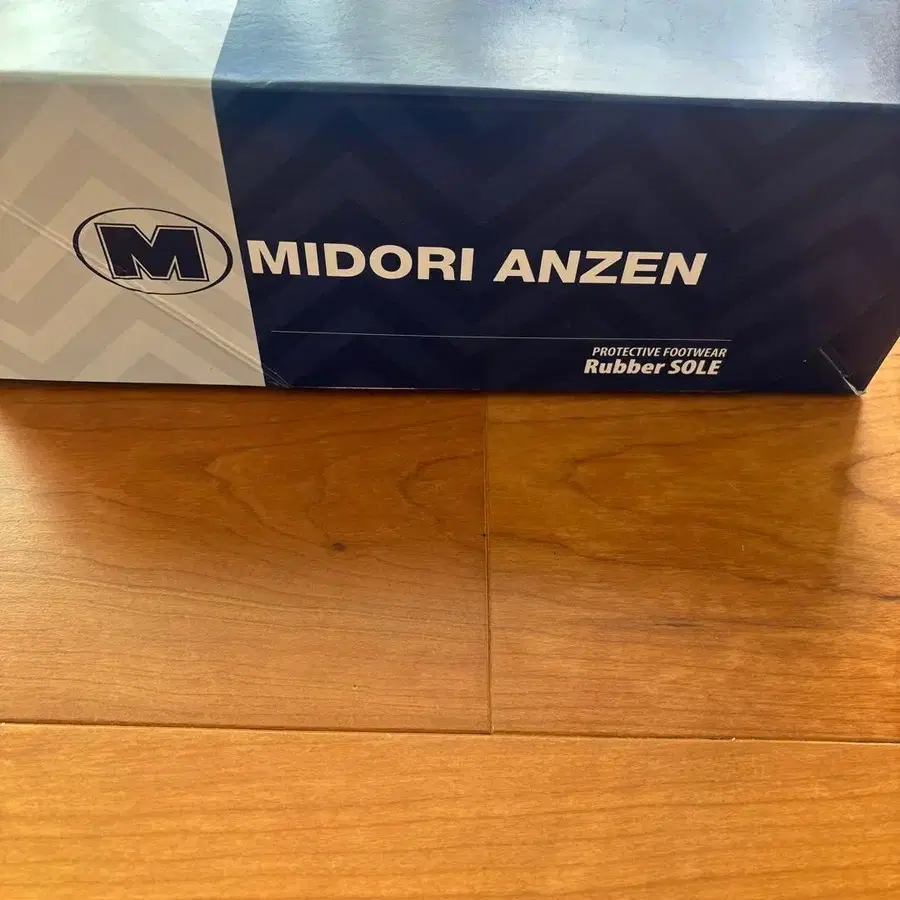 M MIDORI ANZEN
PROTECTIVE FOOTWEAR
Rubber SOLE